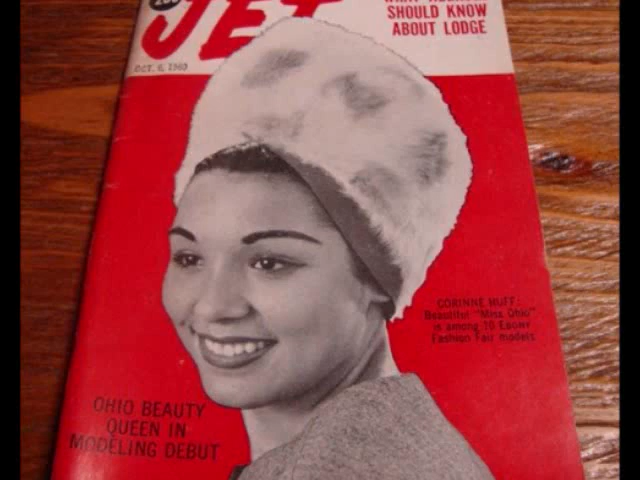 JET
SHOULD KNOW
ABOUT LODGE
OCT. 6, 1960
CORINNE HUFF:
Beautiful "Miss Ohio"
is among 10 EBONY
Fashion Fair models
OHIO BEAUTY
QUEEN IN
MODELING DEBUT